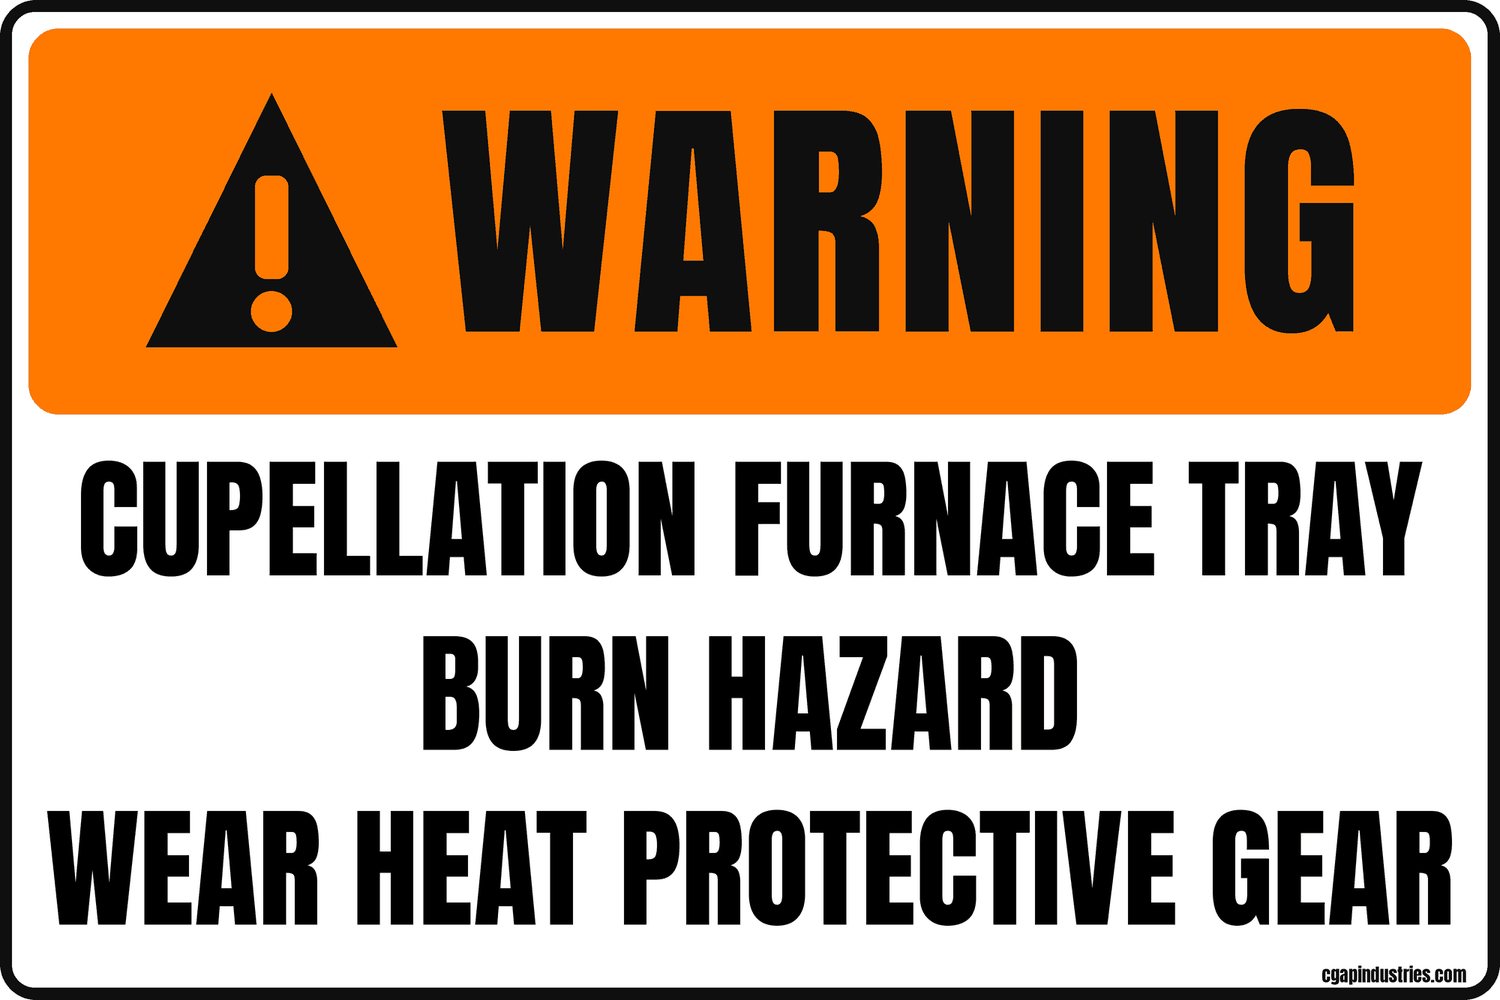 WARNING
CUPELLATION FURNACE TRAY
BURN HAZARD
WEAR HEAT PROTECTIVE GEAR
cgapindustries.com